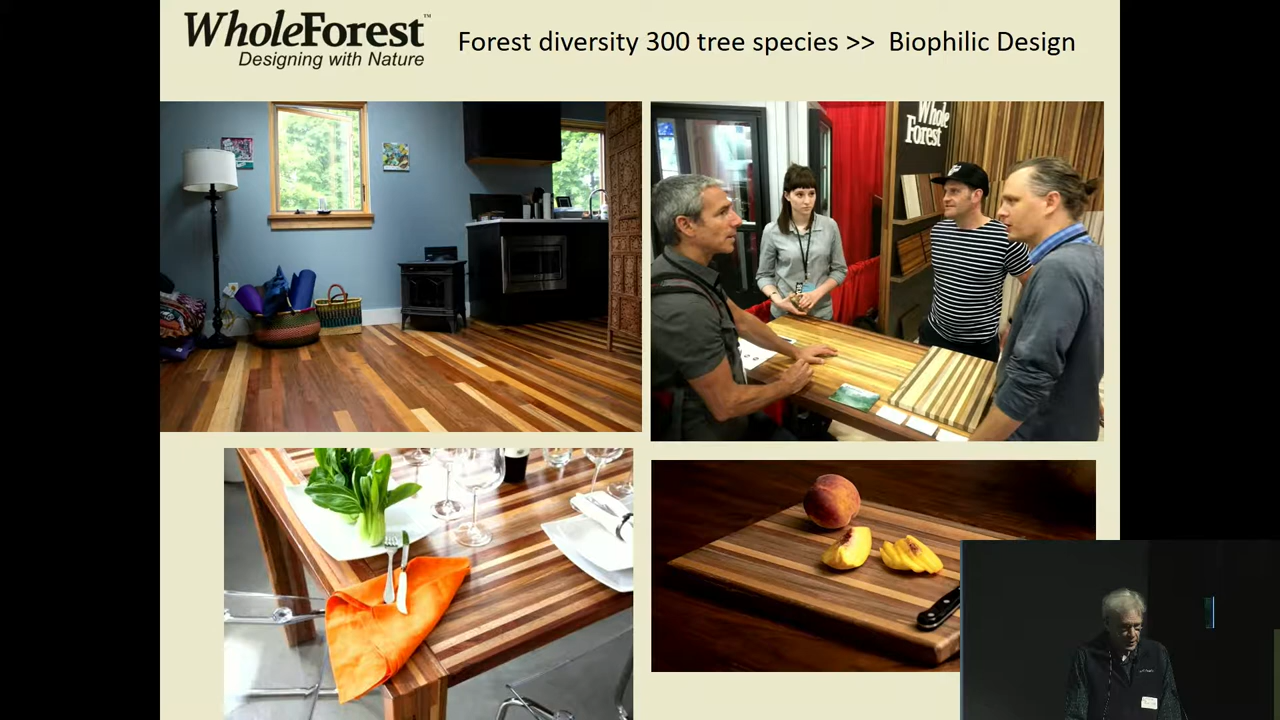 WholeForest™
Designing with Nature
Forest diversity 300 tree species >> Biophilic Design
Whole
Forest